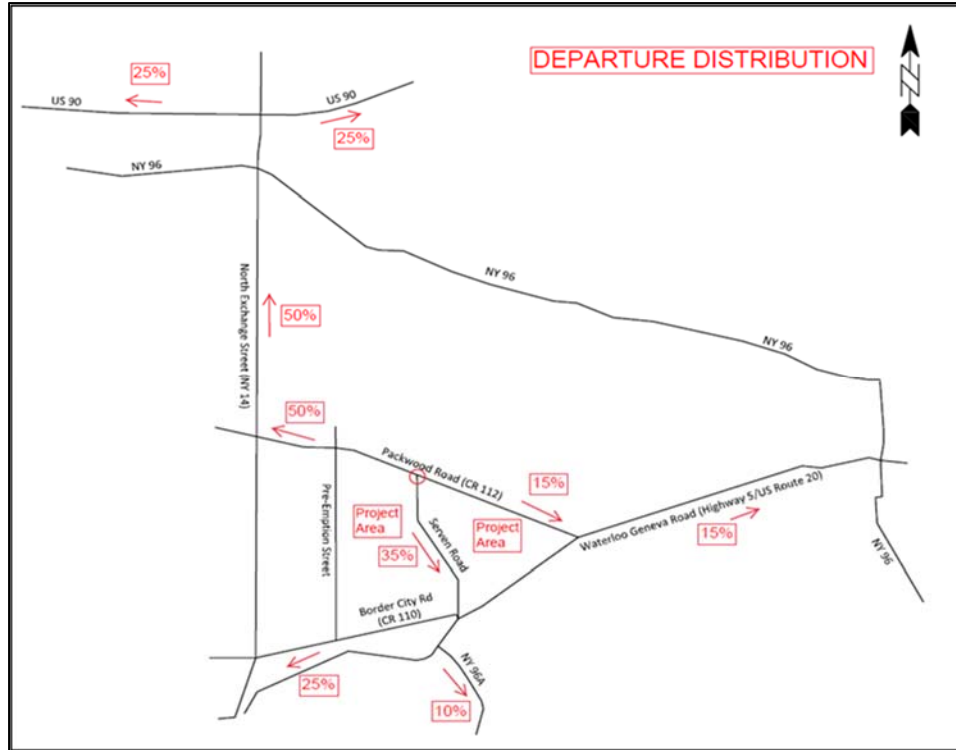 DEPARTURE DISTRIBUTION
N
25%
US 90
US 90
25%
NY 96
NY 96
North Exchange Street (NY 14)
50%
NY 96
50%
Packwood Road (CR 112)
15%
Waterloo Geneva Road (Highway 5/US Route 20)
15%
Pre-Emption Street
Project
Area
Serven Road
Project
Area
35%
NY 96
Border City Rd
(CR 110)
25%
NY 96A
10%